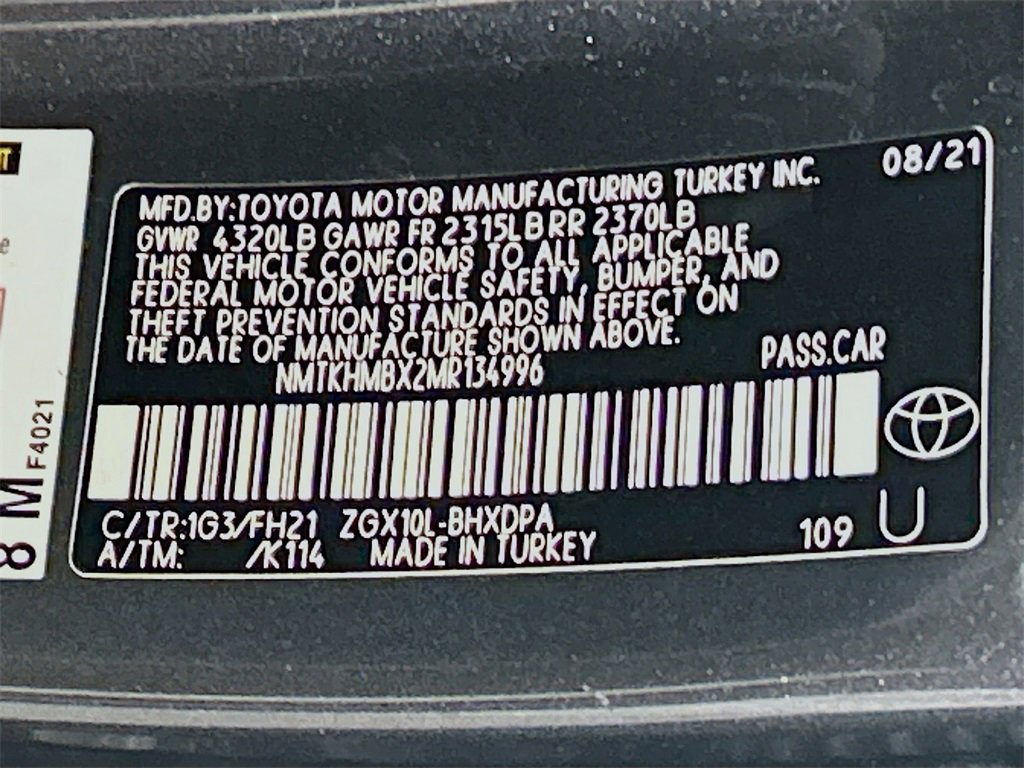 MFD.BY:TOYOTA MOTOR MANUFACTURING TURKEY INC. 08/21
GVWR 4320LB GAWR FR 2315LB RR 2370LB
THIS VEHICLE CONFORMS TO ALL APPLICABLE
FEDERAL MOTOR VEHICLE SAFETY, BUMPER, AND
THEFT PREVENTION STANDARDS IN EFFECT ON
THE DATE OF MANUFACTURE SHOWN ABOVE.
NMTKHMBX2MR134996 PASS.CAR
C/TR:1G3/FH21 ZGX10L-BHXDPA
A/TM: /K114 MADE IN TURKEY 109 U
F4021
8 M